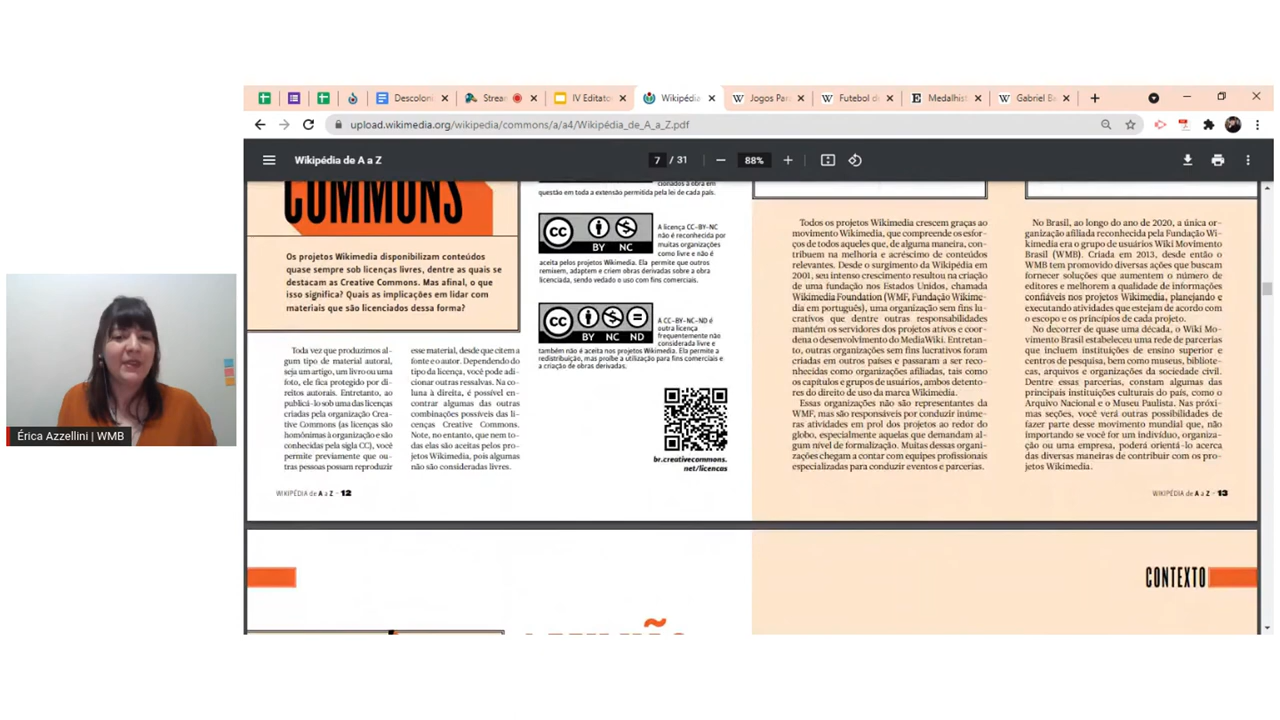 Descoloni
Strea
IV Editato
Wikipédia
Jogos Par
Futebol d
Medalhist
Gabriel B
upload.wikimedia.org/wikipedia/commons/a/a4/Wikipédia_de_A_a_Z.pdf
Wikipédia de A a Z
7 / 31
88%
COMMONS
Os projetos Wikimedia disponibilizam conteúdos
quase sempre sob licenças livres, dentre as quais se
destacam as Creative Commons. Mas afinal, o que
isso significa? Quais as implicações em lidar com
materiais que são licenciados dessa forma?
Toda vez que produzimos al-
gum tipo de material autoral,
seja um artigo, um livro ou uma
foto, ele fica protegido por di-
reitos autorais. Entretanto, ao
publicá-lo sob uma das licenças
criadas pela organização Crea-
tive Commons (as licenças são
homônimas à organização e são
conhecidas pela sigla CC), você
permite previamente que ou-
tras pessoas possam reproduzir
esse material, desde que citem a
fonte e o autor. Dependendo do
tipo da licença, você pode adi-
cionar outras ressalvas. Na co-
luna à direita, é possível en-
contrar algumas das outras
combinações possíveis das li-
cenças Creative Commons.
Note, no entanto, que nem to-
das elas são aceitas pelos pro-
jetos Wikimedia, pois algumas
não são consideradas livres.
WIKIPÉDIA de A a Z - 12
cionados à obra em
questão em toda a extensão permitida pela lei de cada país.
CC
BY NC
A licença CC-BY-NC
não é reconhecida por
muitas organizações
como livre e não é
aceita pelos projetos Wikimedia. Ela permite que outros
remixem, adaptem e criem obras derivadas sobre a obra
licenciada, sendo vedado o uso com fins comerciais.
CC
BY NC ND
A CC-BY-NC-ND é
outra licença
frequentemente não
considerada livre e
também não é aceita nos projetos Wikimedia. Ela permite a
redistribuição, mas proíbe a utilização para fins comerciais e
a criação de obras derivadas.
br.creativecommons.
net/licencas
Todos os projetos Wikimedia crescem graças ao
movimento Wikimedia, que compreende os esfor-
ços de todos aqueles que, de alguma maneira, con-
tribuem na melhoria e acréscimo de conteúdos
relevantes. Desde o surgimento da Wikipédia em
2001, seu intenso crescimento resultou na criação
de uma fundação nos Estados Unidos, chamada
Wikimedia Foundation (WMF, Fundação Wikime-
dia em português), uma organização sem fins lu-
crativos que dentre outras responsabilidades
mantém os servidores dos projetos ativos e coor-
dena o desenvolvimento do MediaWiki. Entretan-
to, outras organizações sem fins lucrativos foram
criadas em outros países e passaram a ser reco-
nhecidas como organizações afiliadas, tais como
os capítulos e grupos de usuários, ambos detento-
res do direito de uso da marca Wikimedia.
Essas organizações não são representantes da
WMF, mas são responsáveis por conduzir inúme-
ras atividades em prol dos projetos ao redor do
globo, especialmente aquelas que demandam al-
gum nível de formalização. Muitas dessas organi-
zações chegam a contar com equipes profissionais
especializadas para conduzir eventos e parcerias.
No Brasil, ao longo do ano de 2020, a única or-
ganização afiliada reconhecida pela Fundação Wi-
kimedia era o grupo de usuários Wiki Movimento
Brasil (WMB). Criada em 2013, desde então o
WMB tem promovido diversas ações que buscam
fornecer soluções que aumentem o número de
editores e melhorem a qualidade de informações
confiáveis nos projetos Wikimedia, planejando e
executando atividades que estejam de acordo com
o escopo e os princípios de cada projeto.
No decorrer de quase uma década, o Wiki Mo-
vimento Brasil estabeleceu uma rede de parcerias
que incluem instituições de ensino superior e
centros de pesquisa, bem como museus, bibliote-
cas, arquivos e organizações da sociedade civil.
Dentre essas parcerias, constam algumas das
principais instituições culturais do país, como o
Arquivo Nacional e o Museu Paulista. Nas próxi-
mas seções, você verá outras possibilidades de
fazer parte desse movimento mundial que, não
importando se você for um indivíduo, organiza-
ção ou uma empresa, poderá orientá-lo acerca
das diversas maneiras de contribuir com os pro-
jetos Wikimedia.
WIKIPÉDIA de A a Z - 13
CONTEXTO
Érica Azzellini | WMB